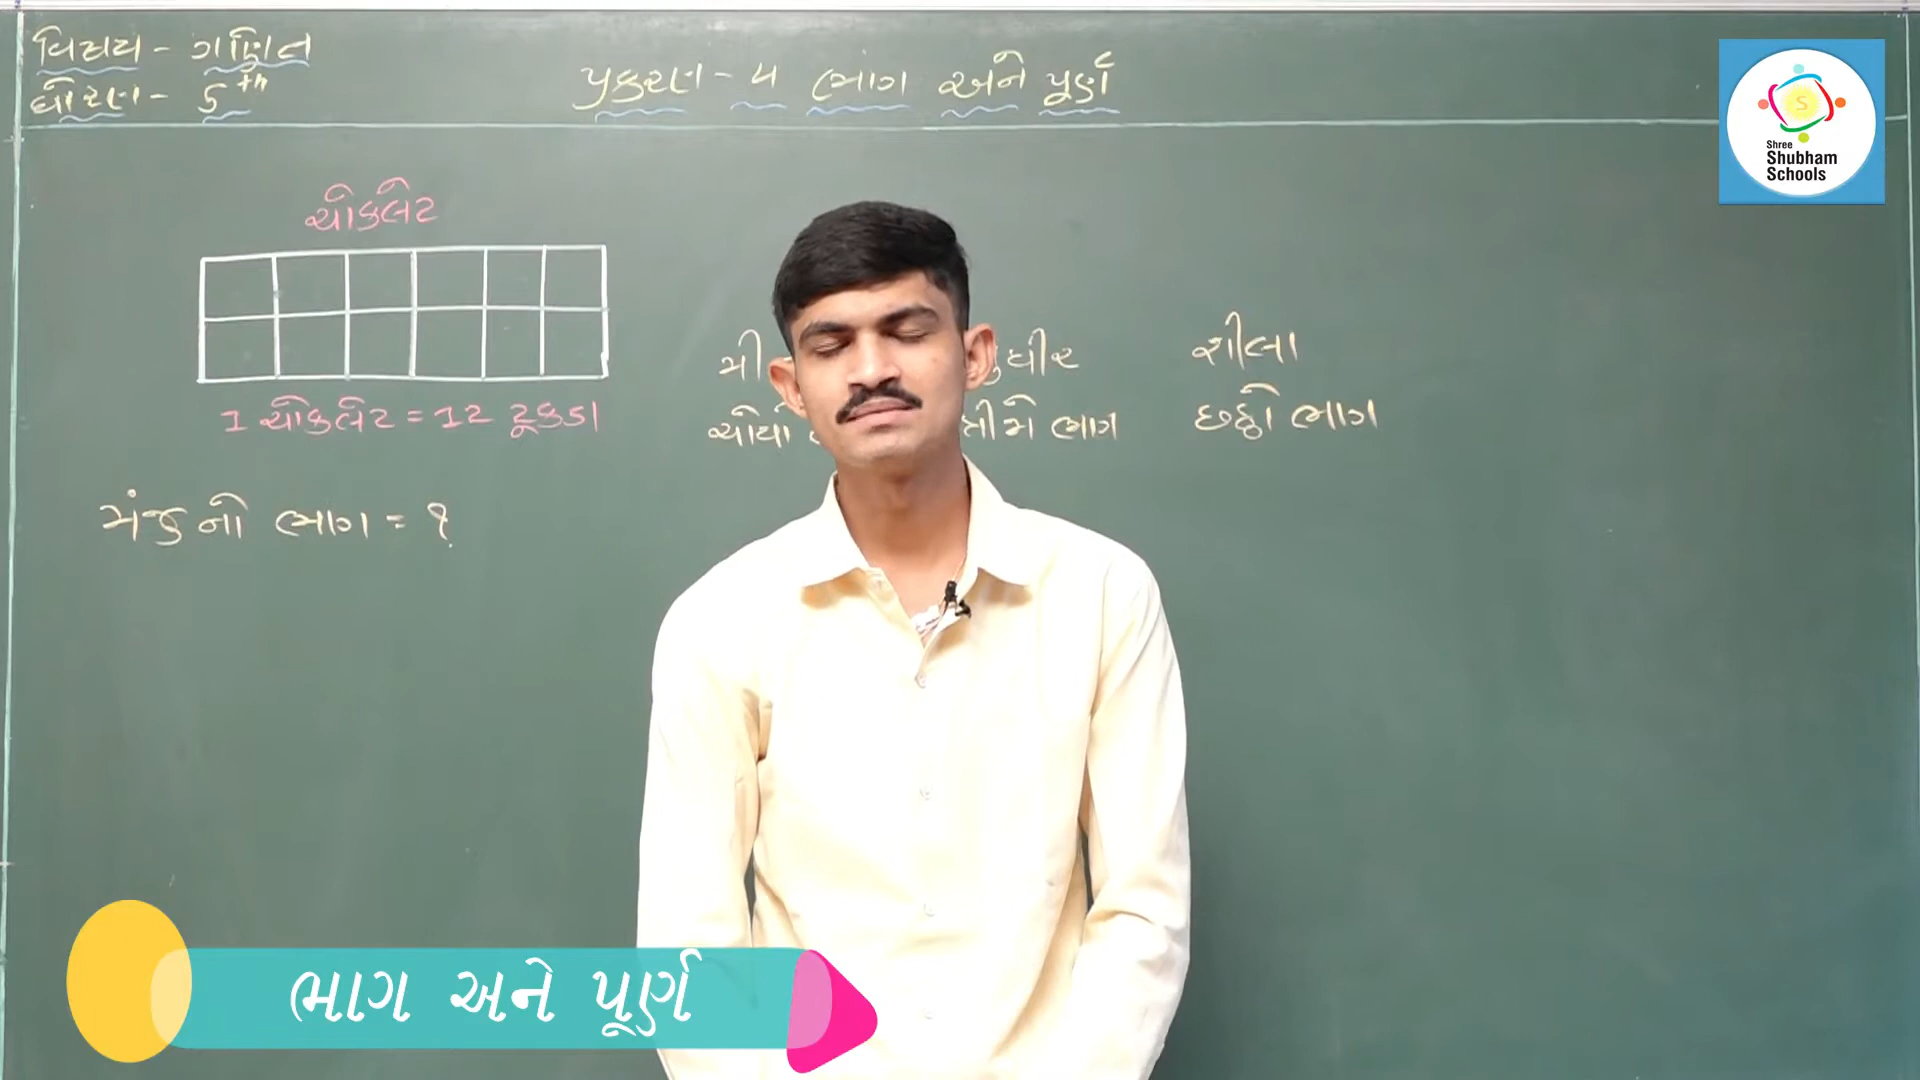 વિષય - ગણિત
ધોરણ - 5th
પ્રકરણ - 4 ભાગ અને પૂર્ણ
Shree
Shubham
Schools
ચોકલેટ
શીલા
1 ચોકલેટ = 12 ટૂકડા
ભાગ છઠ્ઠો ભાગ
મંજુનો ભાગ = ?
ભાગ અને પૂર્ણ